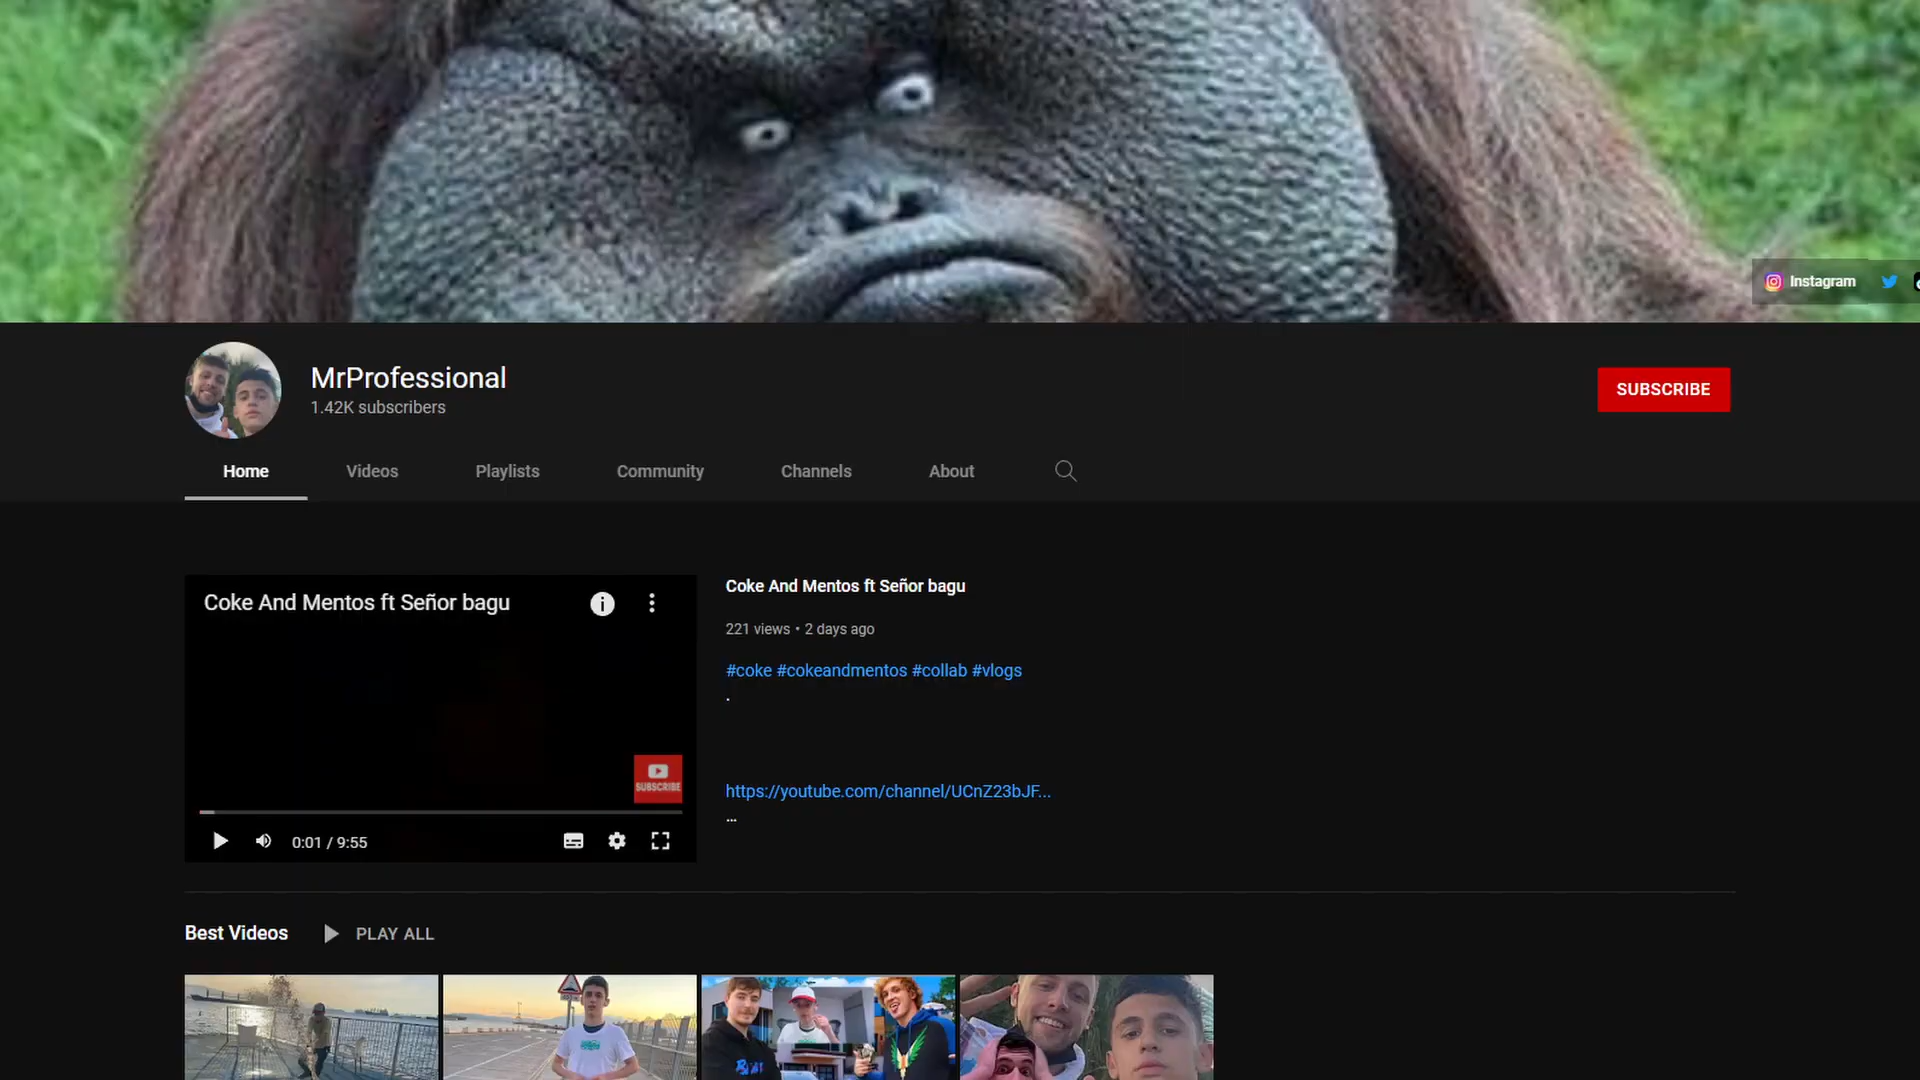 Instagram
MrProfessional
1.42K subscribers
SUBSCRIBE
Home Videos Playlists Community Channels About
Coke And Mentos ft Señor bagu
SUBSCRIBE
0:01 / 9:55
Coke And Mentos ft Señor bagu
221 views • 2 days ago
#coke #cokeandmentos #collab #vlogs
.
https://youtube.com/channel/UCnZ23bJF...
...
Best Videos PLAY ALL